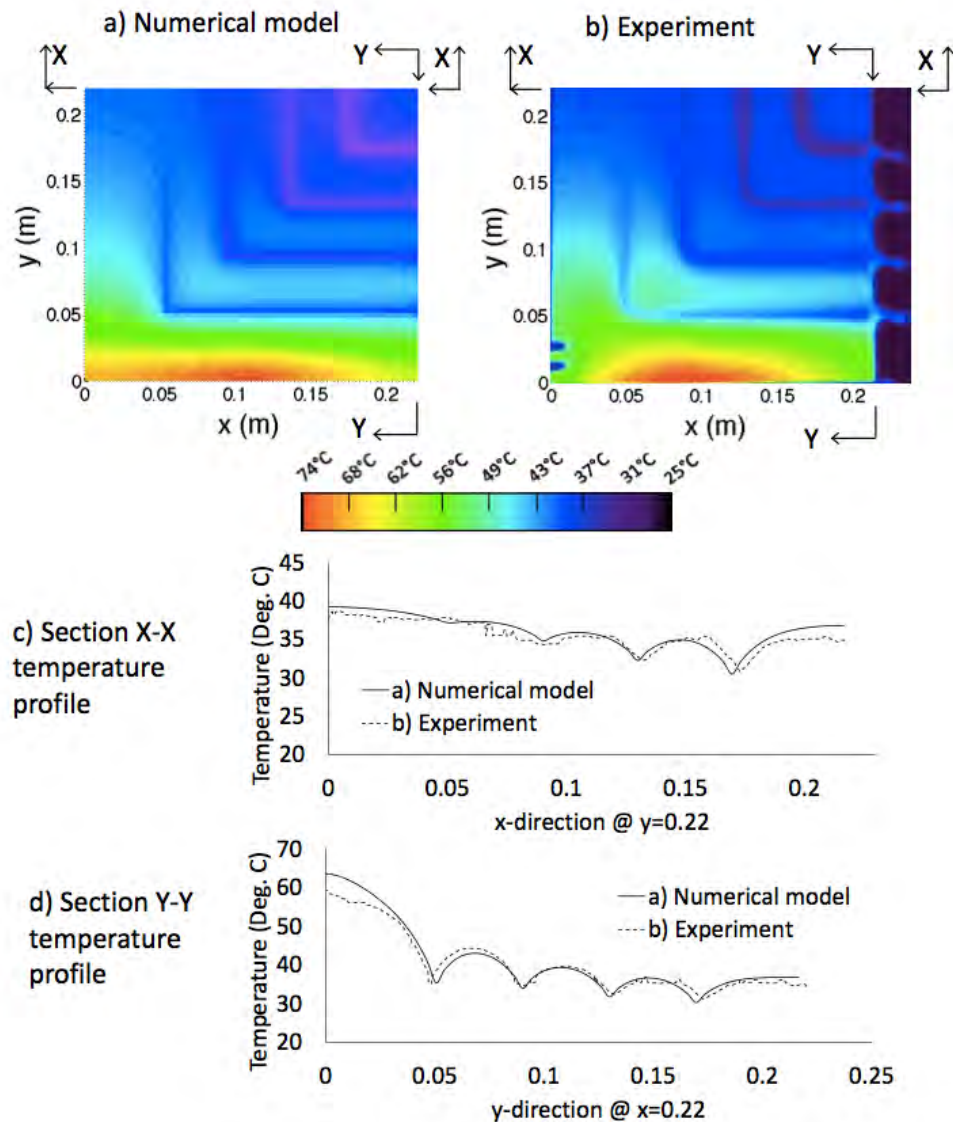 a) Numerical model
b) Experiment
X
Y
X
X
Y
X
0.2
0.15
0.1
0.05
0
y (m)
0
0.05
0.1
0.15
0.2
x (m)
Y
0.2
0.15
0.1
0.05
0
y (m)
0
0.05
0.1
0.15
0.2
x (m)
Y
74°C 68°C 62°C 56°C 49°C 43°C 37°C 31°C 25°C
c) Section X-X
temperature
profile
Temperature (Deg. C)
45
40
35
30
25
20
a) Numerical model
b) Experiment
0 0.05 0.1 0.15 0.2
x-direction @ y=0.22
d) Section Y-Y
temperature
profile
Temperature (Deg. C)
70
60
50
40
30
20
a) Numerical model
b) Experiment
0 0.05 0.1 0.15 0.2 0.25
y-direction @ x=0.22